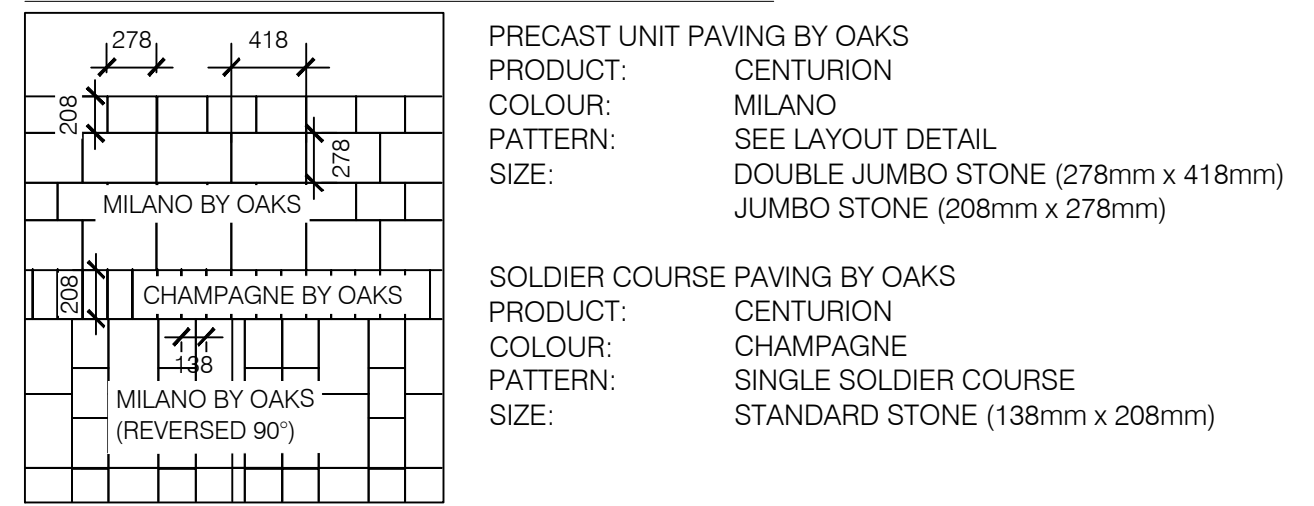 278 418
208
278
MILANO BY OAKS
208
CHAMPAGNE BY OAKS
138
MILANO BY OAKS
(REVERSED 90°)
PRECAST UNIT PAVING BY OAKS
PRODUCT: CENTURION
COLOUR: MILANO
PATTERN: SEE LAYOUT DETAIL
SIZE: DOUBLE JUMBO STONE (278mm x 418mm)
JUMBO STONE (208mm x 278mm)
SOLDIER COURSE PAVING BY OAKS
PRODUCT: CENTURION
COLOUR: CHAMPAGNE
PATTERN: SINGLE SOLDIER COURSE
SIZE: STANDARD STONE (138mm x 208mm)